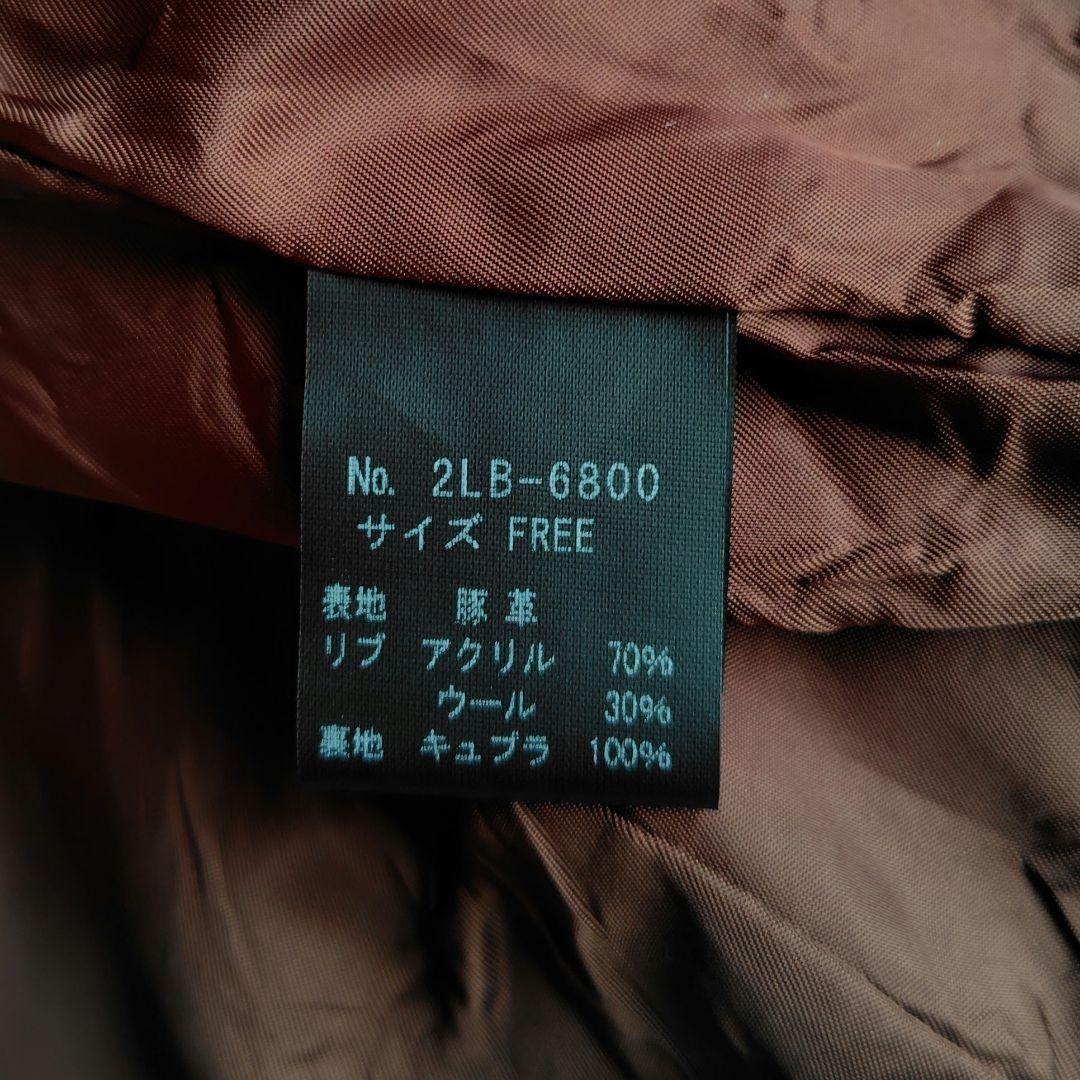 No. 2LB-6800
サイズ FREE
表地 豚革
リブ アクリル 70%
ウール 30%
裏地 キュプラ 100%